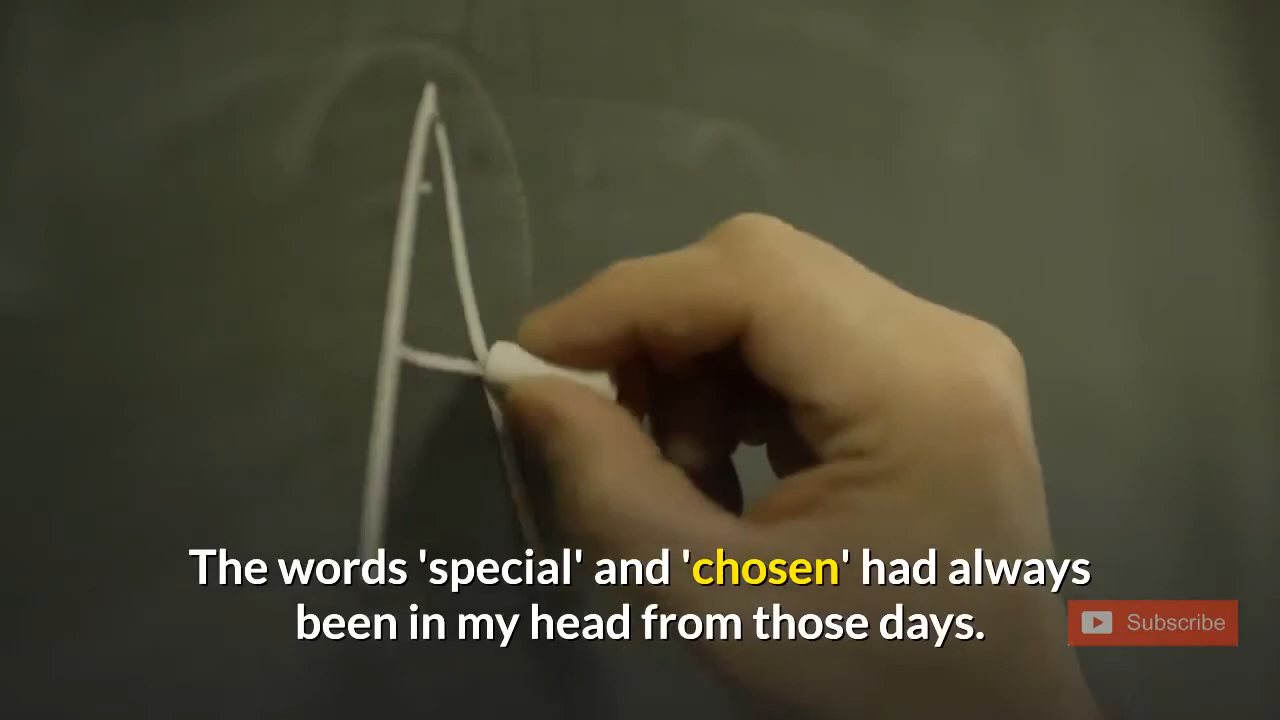 A
The words 'special' and 'chosen' had always
been in my head from those days.
Subscribe